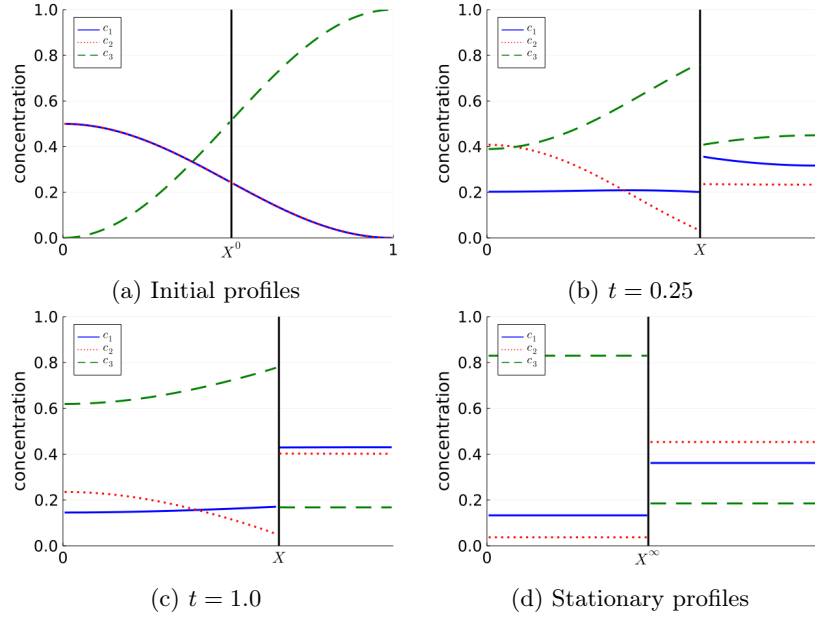 1.0
0.8
0.6
0.4
0.2
0.0
concentration
c₁
c₂
c₃
0
X⁰
1
(a) Initial profiles
1.0
0.8
0.6
0.4
0.2
0.0
concentration
c₁
c₂
c₃
0
X
(b) t = 0.25
1.0
0.8
0.6
0.4
0.2
0.0
concentration
c₁
c₂
c₃
0
X
(c) t = 1.0
1.0
0.8
0.6
0.4
0.2
0.0
concentration
c₁
c₂
c₃
0
X^∞
(d) Stationary profiles